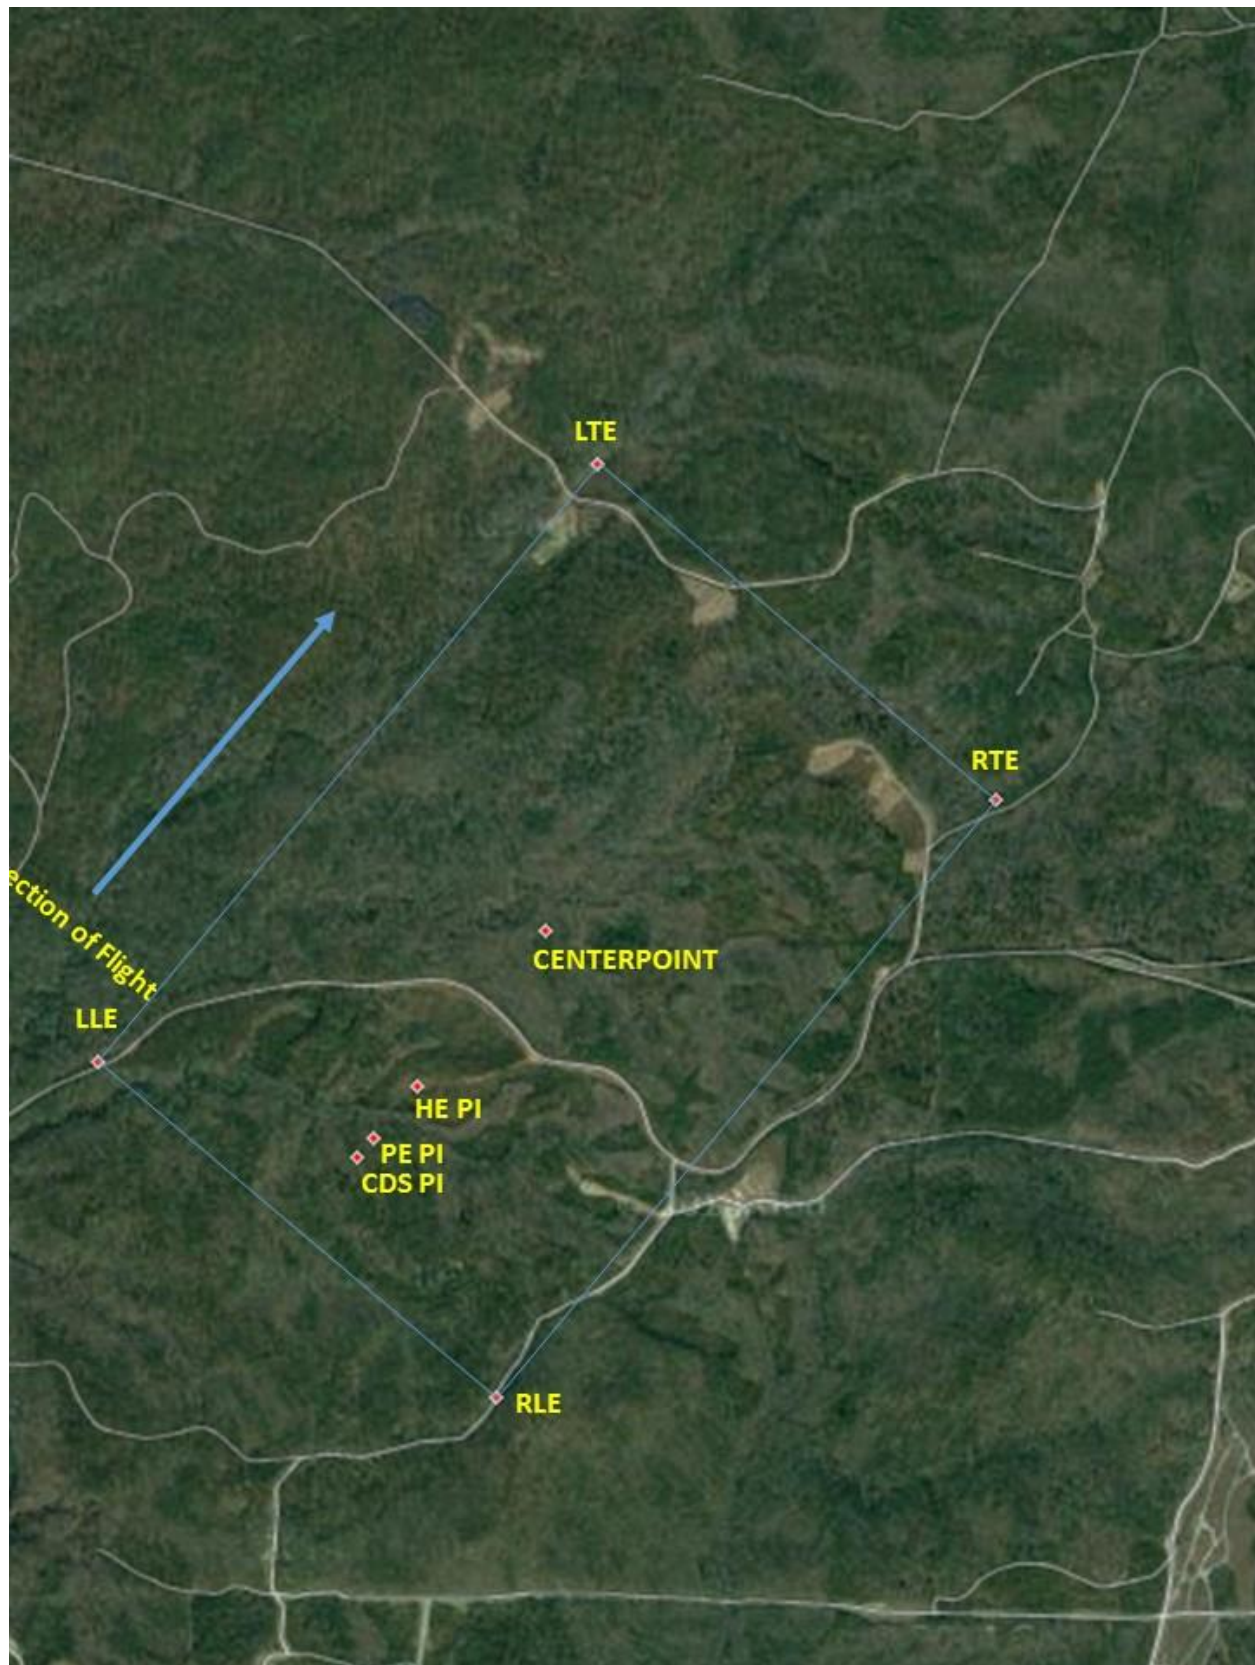 LTE
RTE
ection of Flight
CENTERPOINT
LLE
HE PI
PE PI
CDS PI
RLE